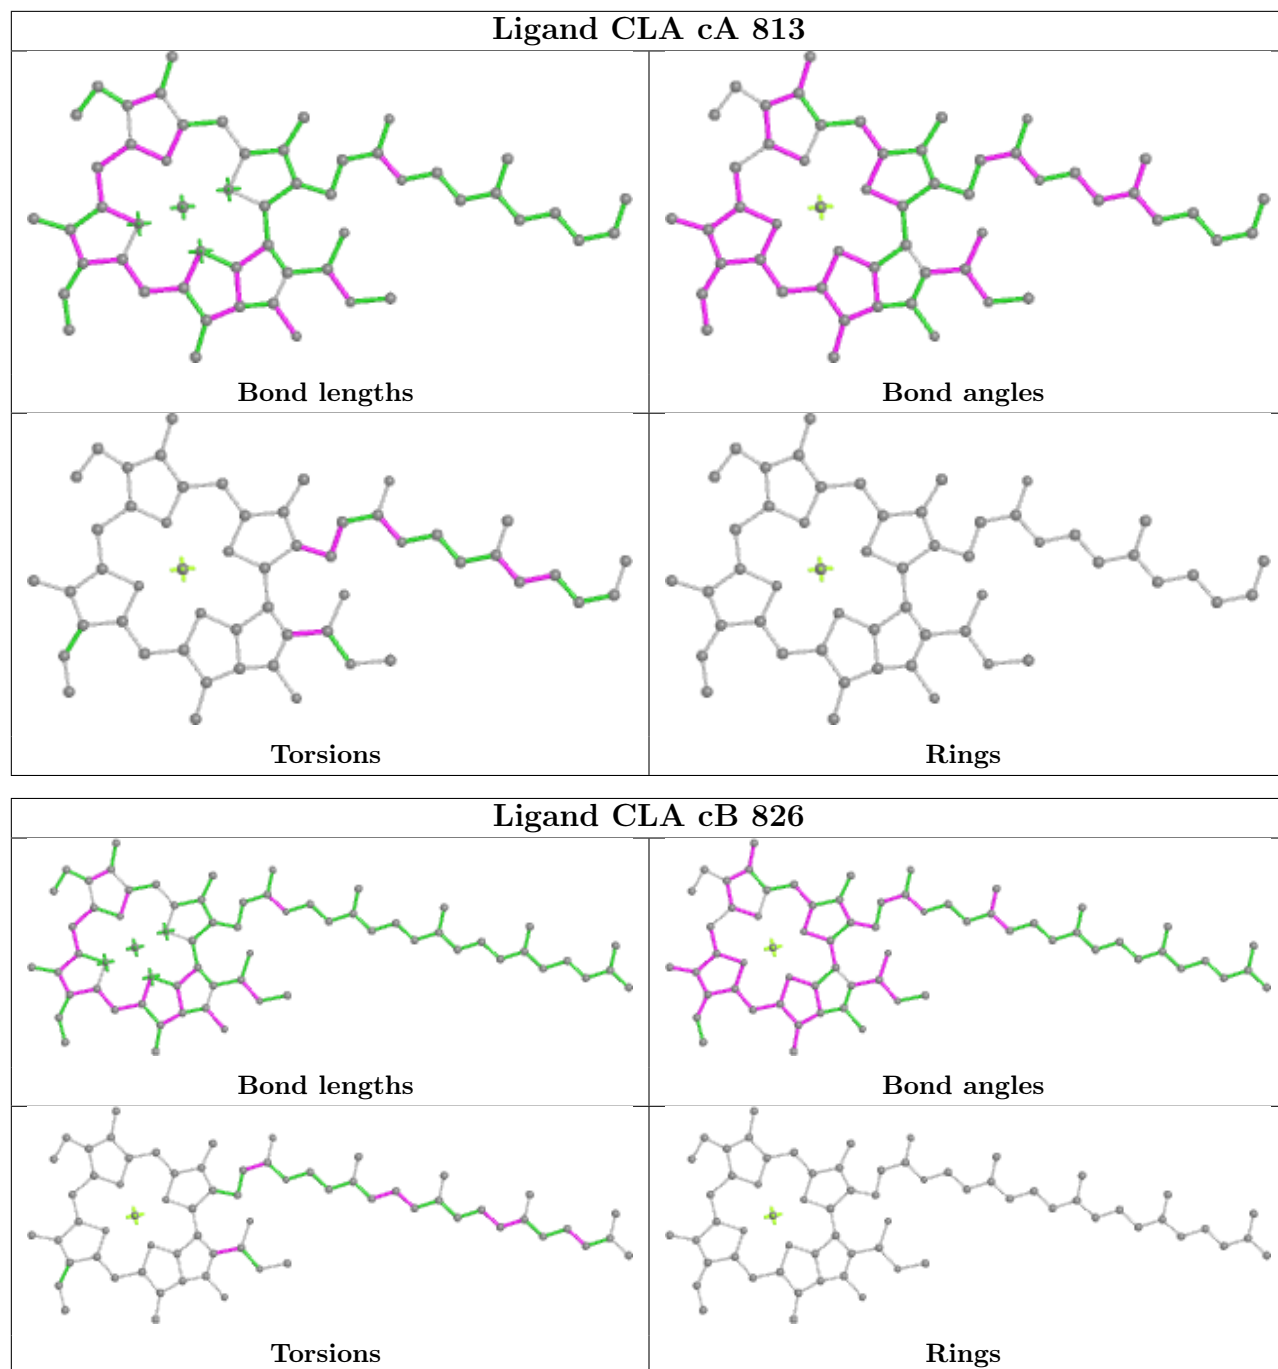 Ligand CLA cA 813
Bond lengths
Bond angles
Torsions
Rings
Ligand CLA cB 826
Bond lengths
Bond angles
Torsions
Rings